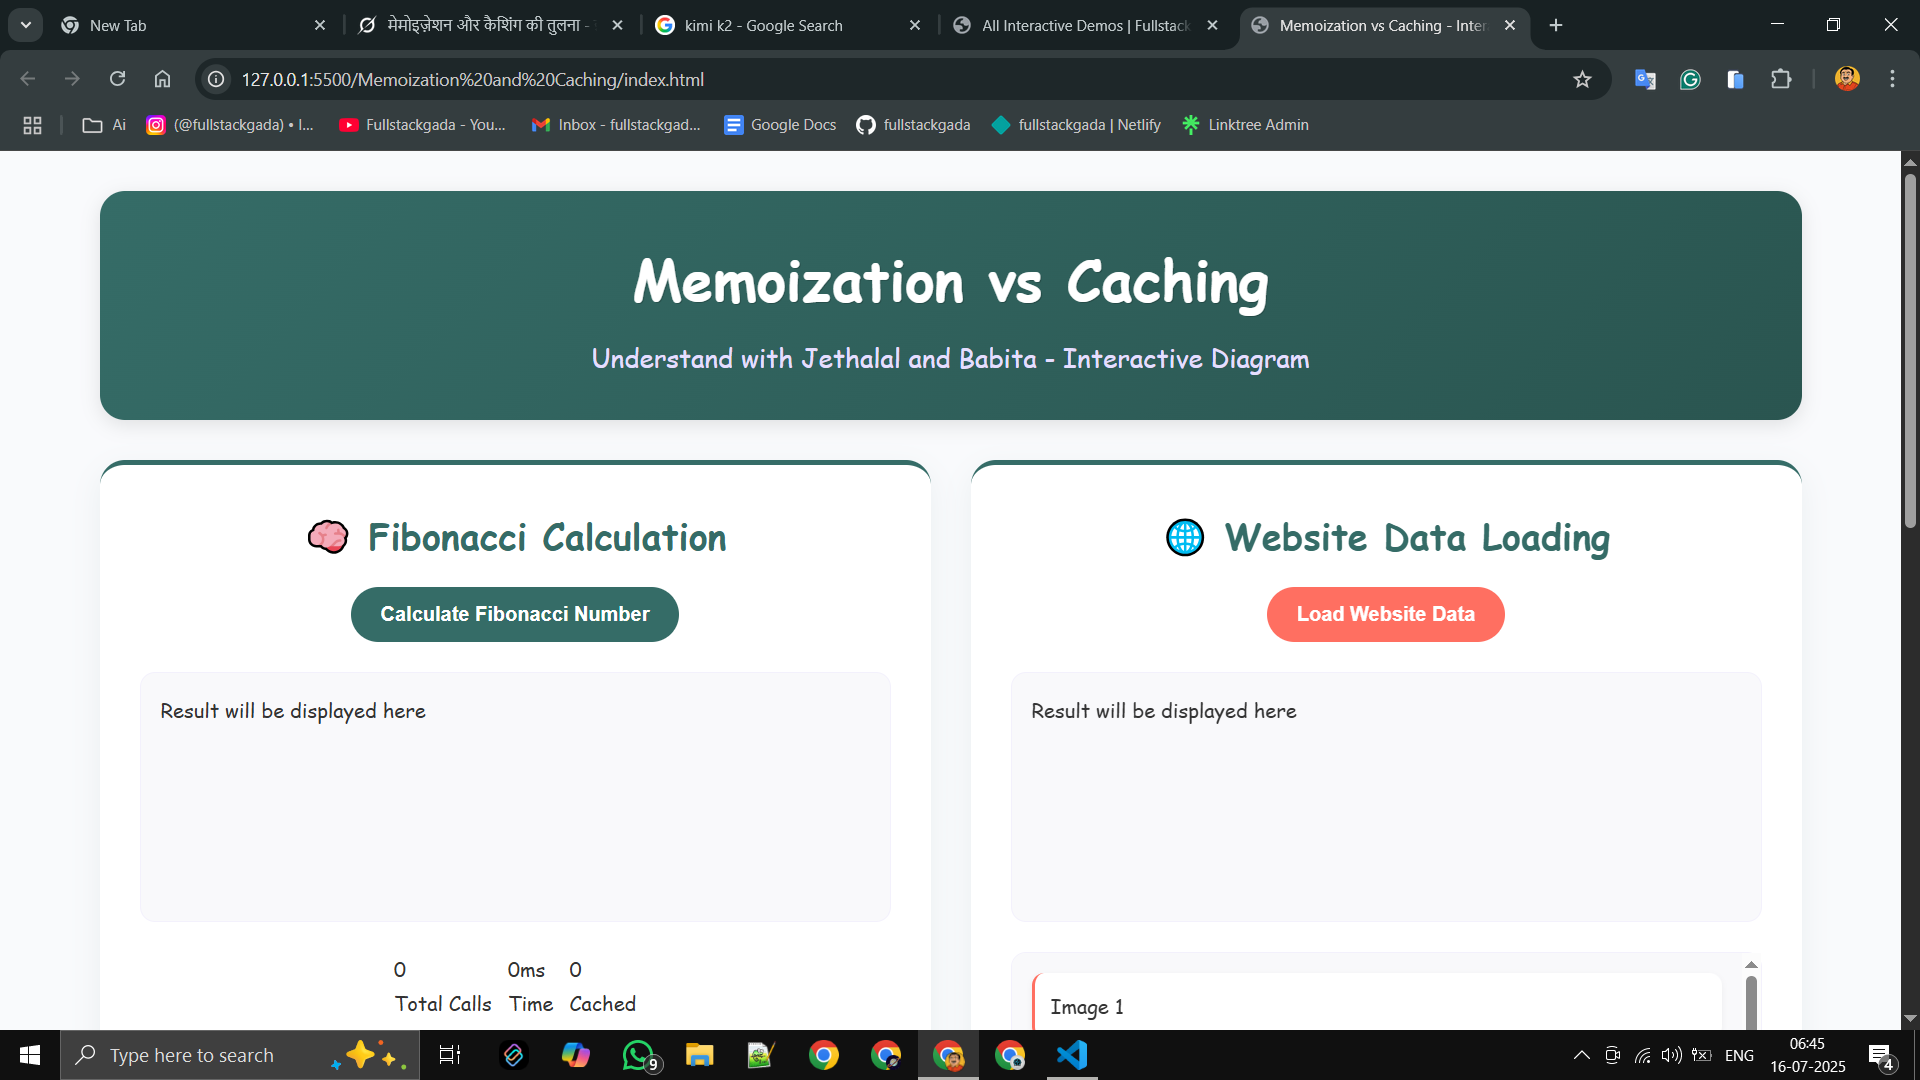 New Tab
मेमोइज़ेशन और कैशिंग की तुलना -
kimi k2 - Google Search
All Interactive Demos | Fullstack
Memoization vs Caching - Inter
127.0.0.1:5500/Memoization%20and%20Caching/index.html
Ai
(@fullstackgada) • I...
Fullstackgada - You...
Inbox - fullstackgad...
Google Docs
fullstackgada
fullstackgada | Netlify
Linktree Admin
Memoization vs Caching
Understand with Jethalal and Babita - Interactive Diagram
🧠 Fibonacci Calculation
Calculate Fibonacci Number
Result will be displayed here
0 0ms 0
Total Calls Time Cached
🌐 Website Data Loading
Load Website Data
Result will be displayed here
Image 1
Type here to search
9
ENG
06:45
16-07-2025
4